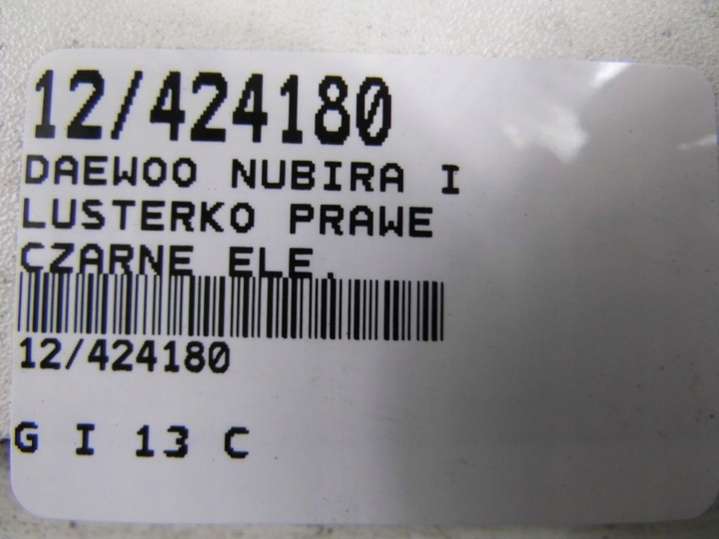 12/424180
DAEWOO NUBIRA I
LUSTERKO PRAWE
CZARNE ELE.
12/424180
G I 13 C